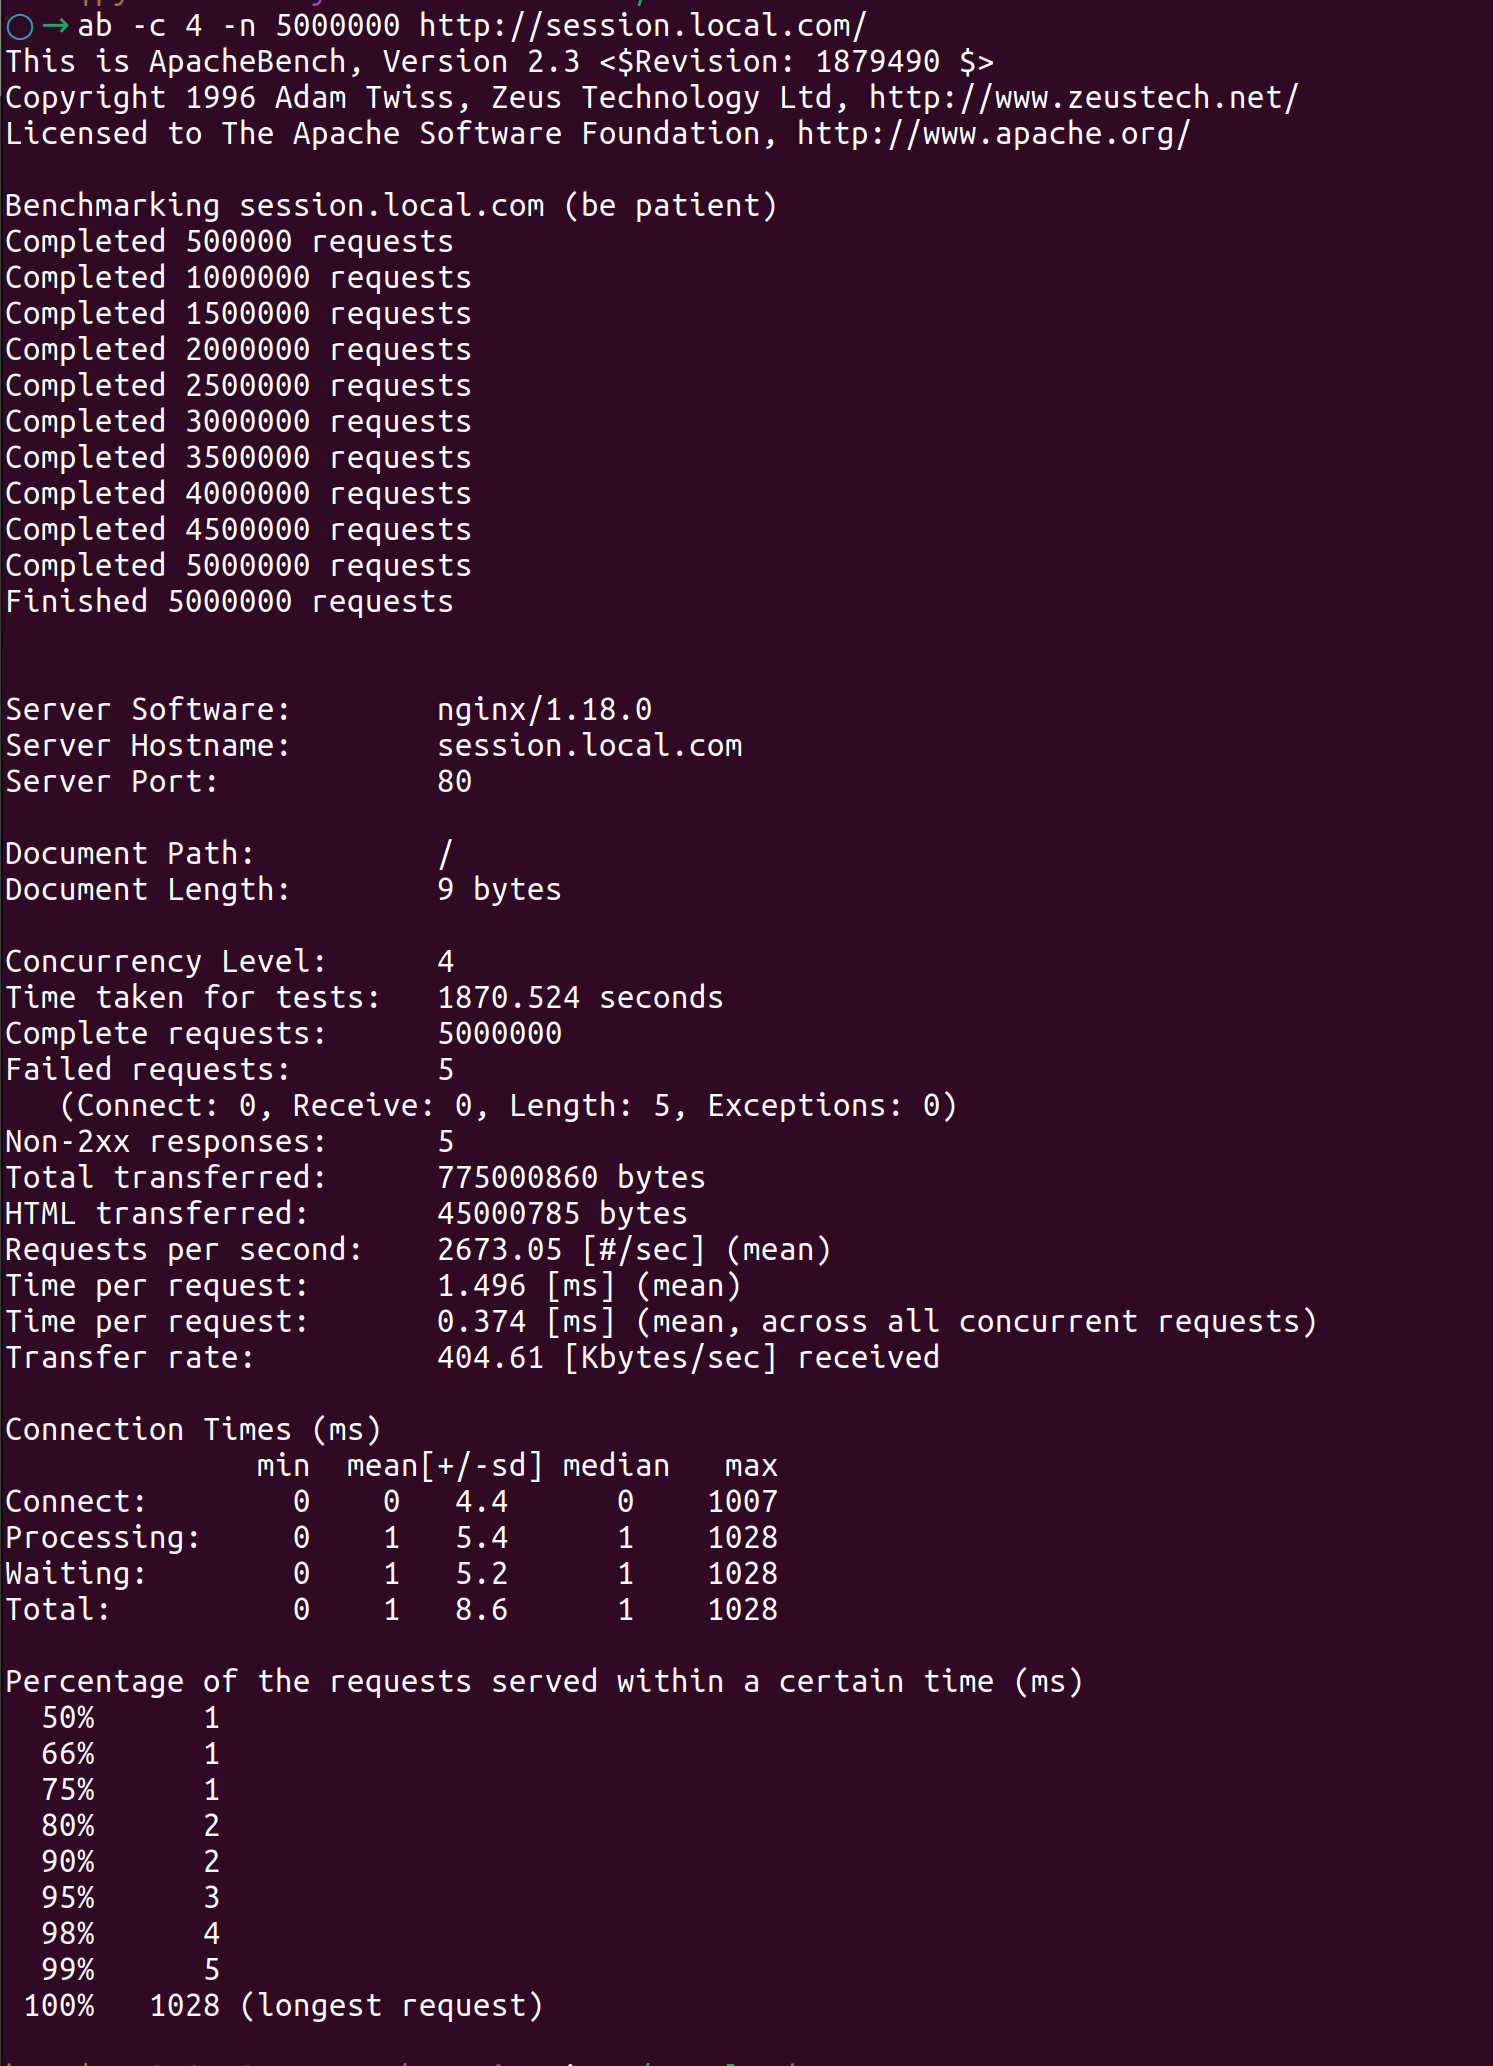 → ab -c 4 -n 5000000 http://session.local.com/
This is ApacheBench, Version 2.3 <$Revision: 1879490 $>
Copyright 1996 Adam Twiss, Zeus Technology Ltd, http://www.zeustech.net/
Licensed to The Apache Software Foundation, http://www.apache.org/

Benchmarking session.local.com (be patient)
Completed 500000 requests
Completed 1000000 requests
Completed 1500000 requests
Completed 2000000 requests
Completed 2500000 requests
Completed 3000000 requests
Completed 3500000 requests
Completed 4000000 requests
Completed 4500000 requests
Completed 5000000 requests
Finished 5000000 requests


Server Software:        nginx/1.18.0
Server Hostname:        session.local.com
Server Port:            80

Document Path:          /
Document Length:        9 bytes

Concurrency Level:      4
Time taken for tests:   1870.524 seconds
Complete requests:      5000000
Failed requests:        5
   (Connect: 0, Receive: 0, Length: 5, Exceptions: 0)
Non-2xx responses:      5
Total transferred:      775000860 bytes
HTML transferred:       45000785 bytes
Requests per second:    2673.05 [#/sec] (mean)
Time per request:       1.496 [ms] (mean)
Time per request:       0.374 [ms] (mean, across all concurrent requests)
Transfer rate:          404.61 [Kbytes/sec] received

Connection Times (ms)
              min  mean[+/-sd] median   max
Connect:        0    0   4.4      0    1007
Processing:     0    1   5.4      1    1028
Waiting:        0    1   5.2      1    1028
Total:          0    1   8.6      1    1028

Percentage of the requests served within a certain time (ms)
  50%      1
  66%      1
  75%      1
  80%      2
  90%      2
  95%      3
  98%      4
  99%      5
 100%   1028 (longest request)